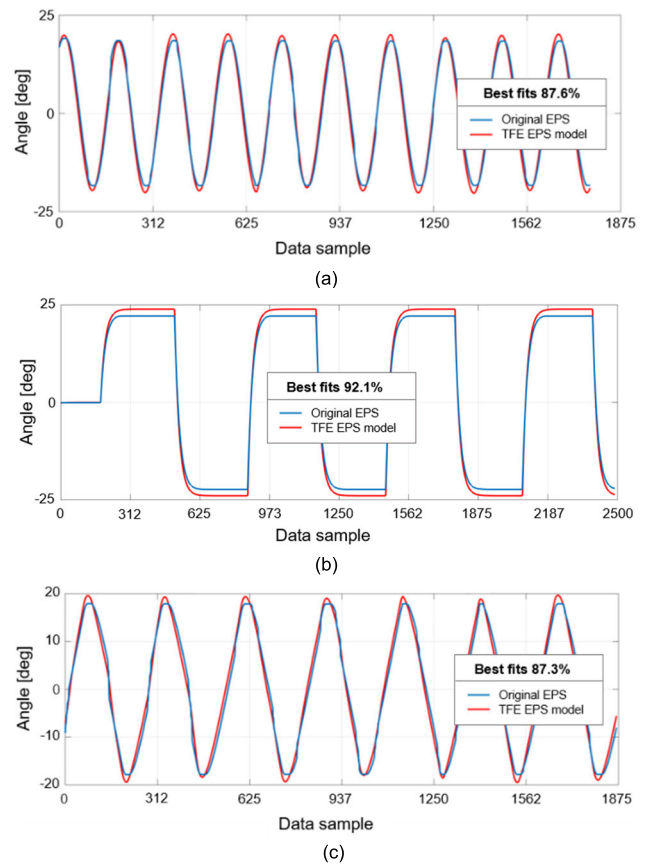 25
Angle [deg]
0
-25
Best fits 87.6%
Original EPS
TFE EPS model
0 312 625 937 1250 1562 1875
Data sample
(a)
25
Angle [deg]
0
-25
Best fits 92.1%
Original EPS
TFE EPS model
0 312 625 973 1250 1562 1875 2187 2500
Data sample
(b)
20
10
Angle [deg]
0
-10
-20
Best fits 87.3%
Original EPS
TFE EPS model
0 312 625 937 1250 1562 1875
Data sample
(c)